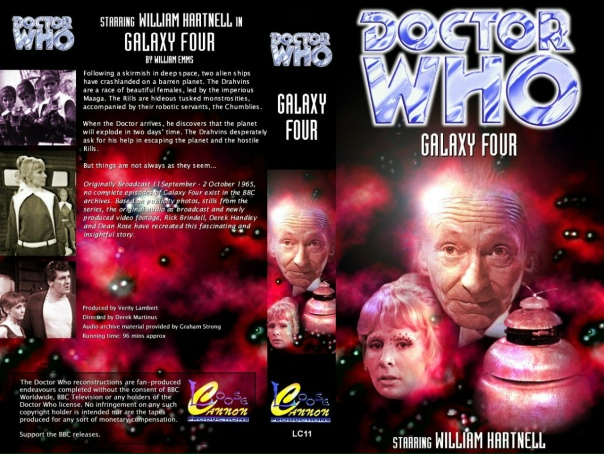 DOCTOR
WHO
STARRING WILLIAM HARTNELL IN
GALAXY FOUR
BY WILLIAM EMMS
Following a skirmish in deep space, two alien ships
have crashlanded on a barren planet. The Drahvins
are a race of beautiful females, led by the imperious
Maaga. The Rills are hideous tusked monstrosities,
accompanied by their robotic servants, the Chumblies.
When the Doctor arrives, he discovers that the planet
will explode in two days' time. The Drahvins desperately
ask for his help in escaping the planet and the hostile
Rills.
But things are not always as they seem...
Originally broadcast 11 September - 2 October 1965,
no complete episodes of Galaxy Four exist in the BBC
archives. Based on publicity photos, stills from the
series, the original audio as broadcast and newly
produced video footage, Rick Brindell, Derek Handley
and Dean Rose have recreated this fascinating and
insightful story.
Produced by Verity Lambert
Directed by Derek Martinus
Audio archive material provided by Graham Strong
Running time: 96 mins approx
The Doctor Who reconstructions are fan-produced
endeavours completed without the consent of BBC
Worldwide, BBC Television or any holders of the
Doctor Who license. No infringement on any such
copyright holder is intended nor are the tapes
produced for any sort of monetary compensation.
Support the BBC releases.
LOOSE
CANNON
PRODUCTIONS
DOCTOR
WHO
GALAXY
FOUR
LOOSE
CANNON
PRODUCTIONS
LC11
DOCTOR
WHO
GALAXY FOUR
STARRING WILLIAM HARTNELL